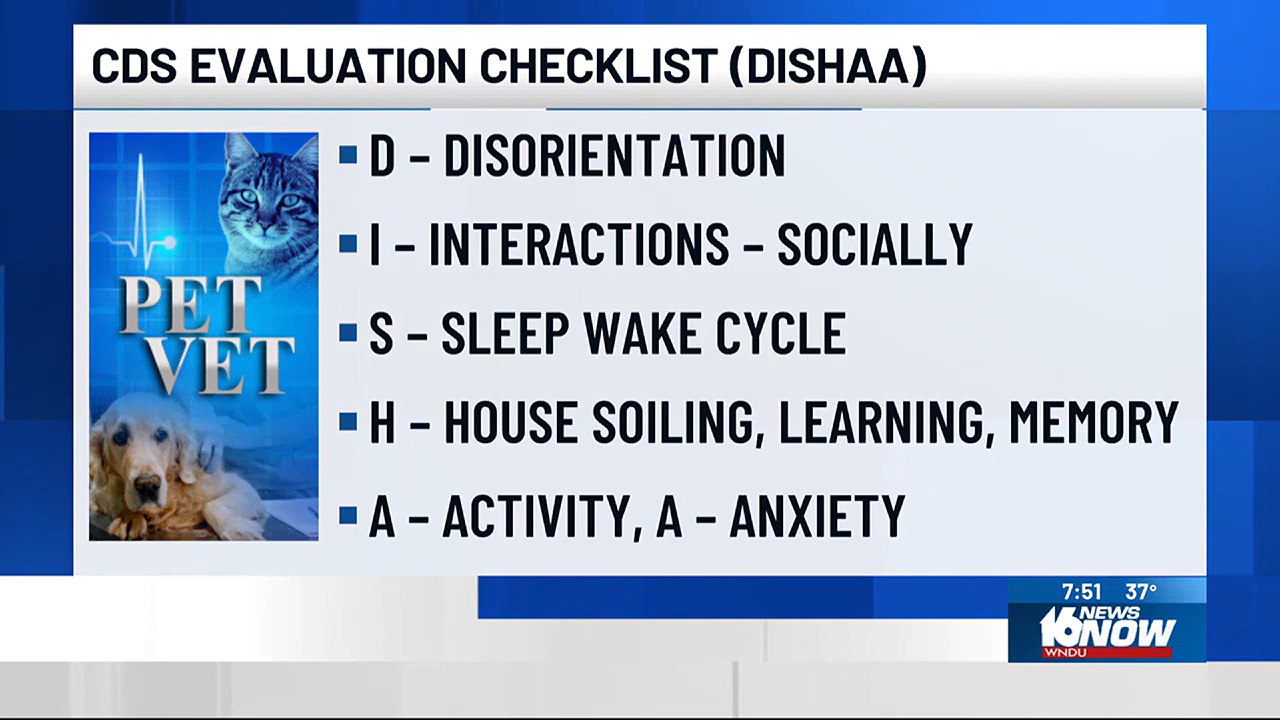 CDS EVALUATION CHECKLIST (DISHAA)
PET
VET
D – DISORIENTATION
I – INTERACTIONS – SOCIALLY
S – SLEEP WAKE CYCLE
H – HOUSE SOILING, LEARNING, MEMORY
A – ACTIVITY, A – ANXIETY
7:51 37°
16 NEWS NOW
WNDU